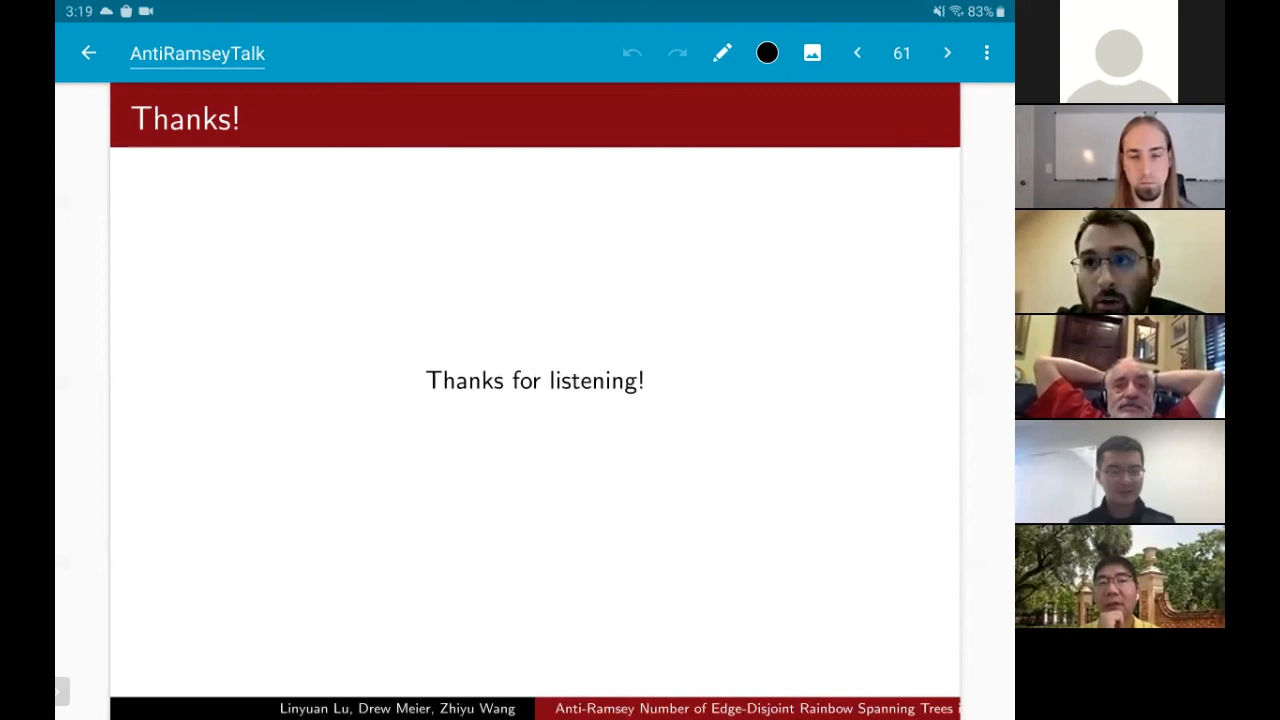 3:19 83%
AntiRamseyTalk 61
Thanks!
Thanks for listening!
Linyuan Lu, Drew Meier, Zhiyu Wang Anti-Ramsey Number of Edge-Disjoint Rainbow Spanning Trees i